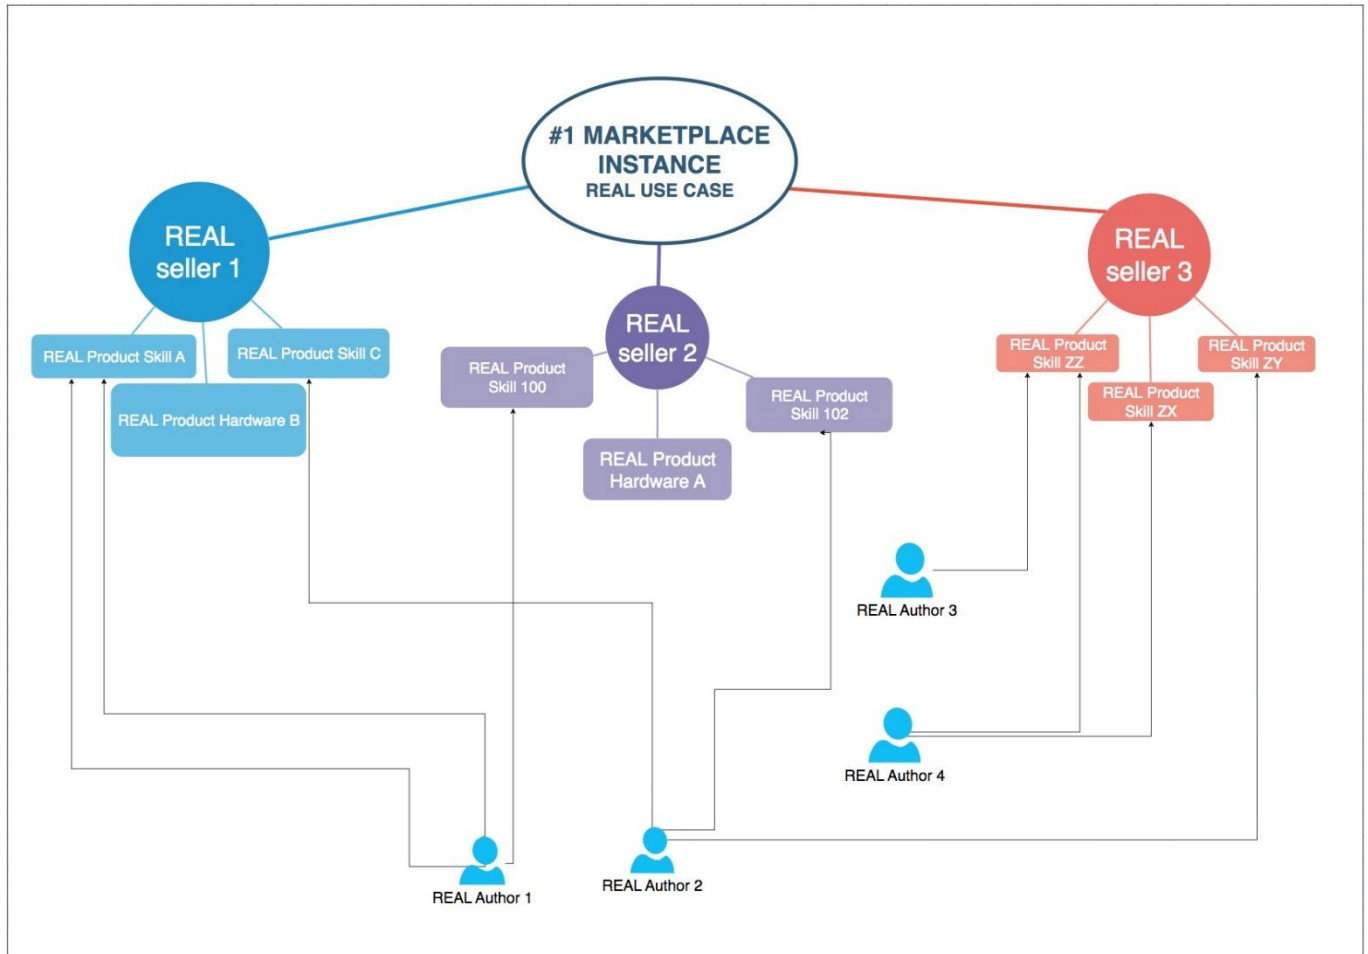 #1 MARKETPLACE
INSTANCE
REAL USE CASE
REAL
seller 1
REAL
seller 2
REAL
seller 3
REAL Product Skill A
REAL Product Skill C
REAL Product Hardware B
REAL Product
Skill 100
REAL Product
Skill 102
REAL Product
Hardware A
REAL Product
Skill ZZ
REAL Product
Skill ZY
REAL Product
Skill ZX
REAL Author 3
REAL Author 4
REAL Author 1
REAL Author 2